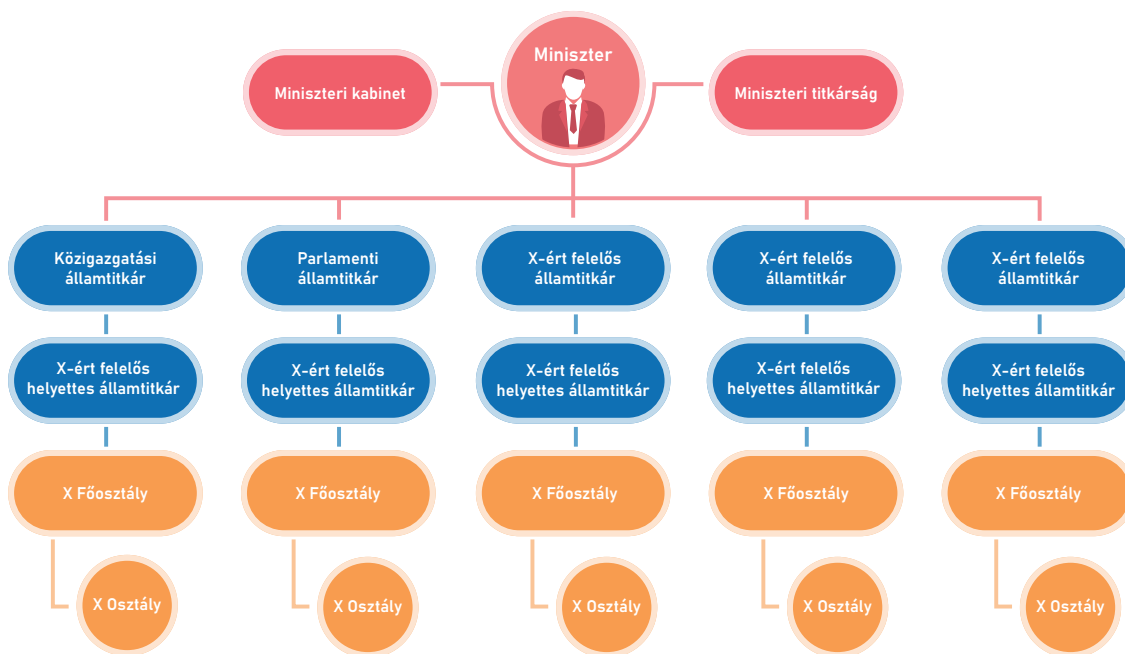 Miniszter
Miniszteri kabinet
Miniszteri titkárság
Közigazgatási
államtitkár
Parlamenti
államtitkár
X-ért felelős
államtitkár
X-ért felelős
államtitkár
X-ért felelős
államtitkár
X-ért felelős
helyettes államtitkár
X-ért felelős
helyettes államtitkár
X-ért felelős
helyettes államtitkár
X-ért felelős
helyettes államtitkár
X-ért felelős
helyettes államtitkár
X Főosztály
X Főosztály
X Főosztály
X Főosztály
X Főosztály
X Osztály
X Osztály
X Osztály
X Osztály
X Osztály